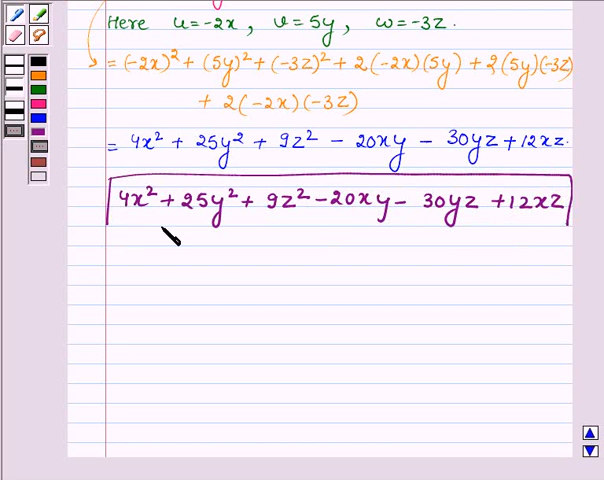 Here u=-2x, v=5y, w=-3z.
= (-2x)² + (5y)² + (-3z)² + 2(-2x)(5y) + 2(5y)(-3z)
+ 2(-2x)(-3z)
= 4x² + 25y² + 9z² - 20xy - 30yz + 12xz.
4x² + 25y² + 9z² - 20xy - 30yz + 12xz